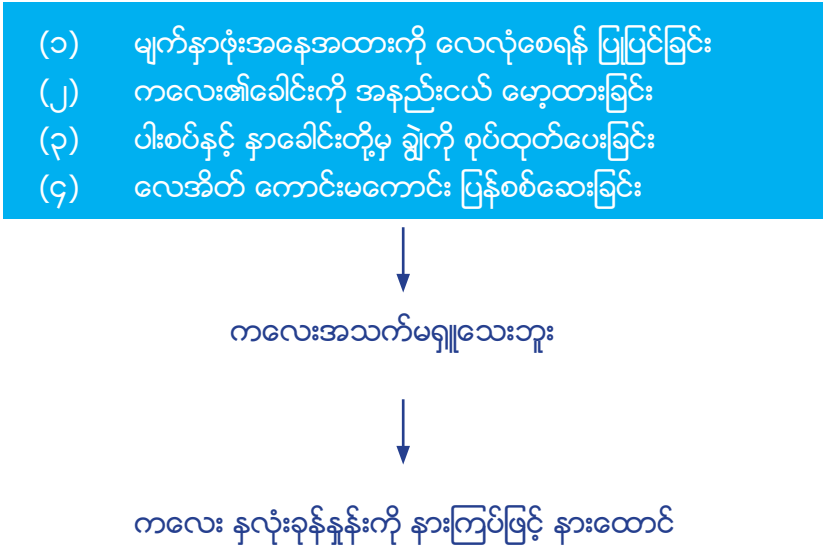 (၁) မျက်နှာဖုံးအနေအထားကို လေလုံစေရန် ပြုပြင်ခြင်း
(၂) ကလေး၏ခေါင်းကို အနည်းငယ် မော့ထားခြင်း
(၃) ပါးစပ်နှင့် နှာခေါင်းတို့မှ ချွဲကို စုပ်ထုတ်ပေးခြင်း
(၄) လေအိတ် ကောင်းမကောင်း ပြန်စစ်ဆေးခြင်း
ကလေးအသက်မရှူသေးဘူး
ကလေး နှလုံးခုန်နှုန်းကို နားကြပ်ဖြင့် နားထောင်